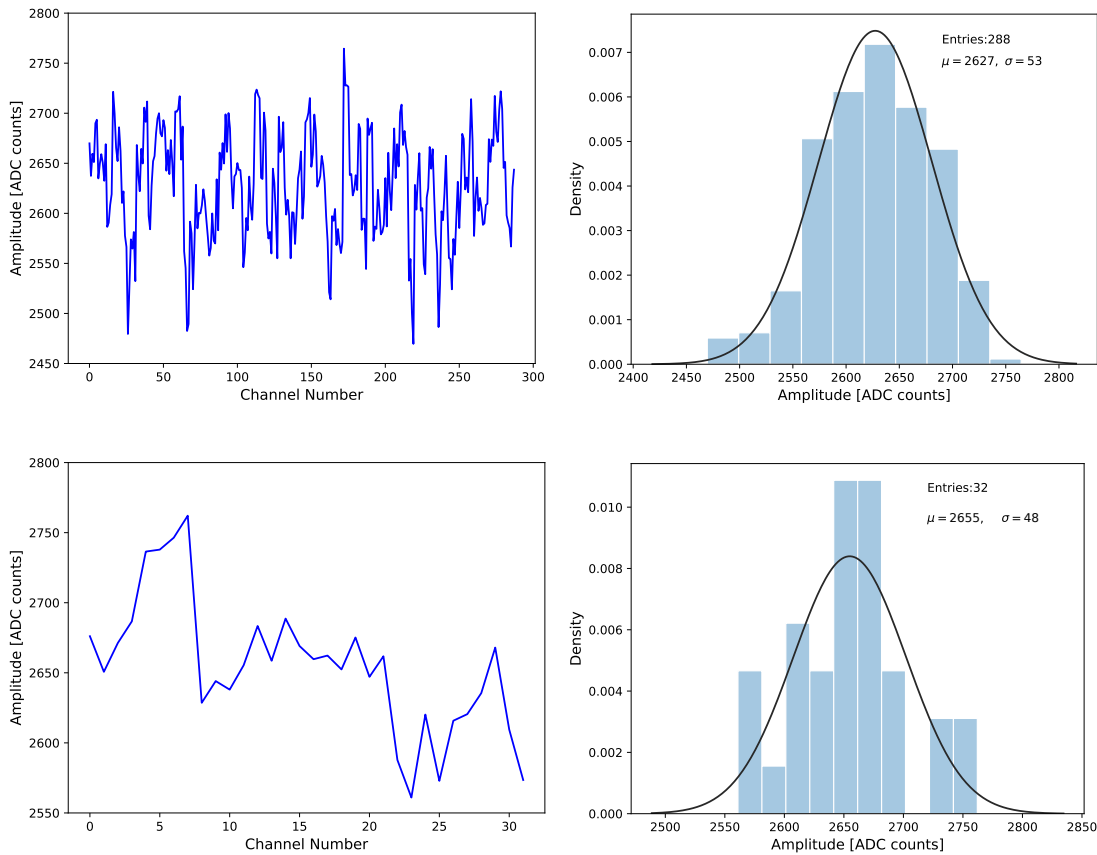 2800
2750
2700
2650
2600
2550
2500
2450
0 50 100 150 200 250 300
Channel Number
Amplitude [ADC counts]
Entries:288
μ = 2627, σ = 53
0.007
0.006
0.005
0.004
0.003
0.002
0.001
0.000
2400 2450 2500 2550 2600 2650 2700 2750 2800
Amplitude [ADC counts]
Density
2800
2750
2700
2650
2600
2550
0 5 10 15 20 25 30
Channel Number
Amplitude [ADC counts]
Entries:32
μ = 2655, σ = 48
0.010
0.008
0.006
0.004
0.002
0.000
2500 2550 2600 2650 2700 2750 2800 2850
Amplitude [ADC counts]
Density